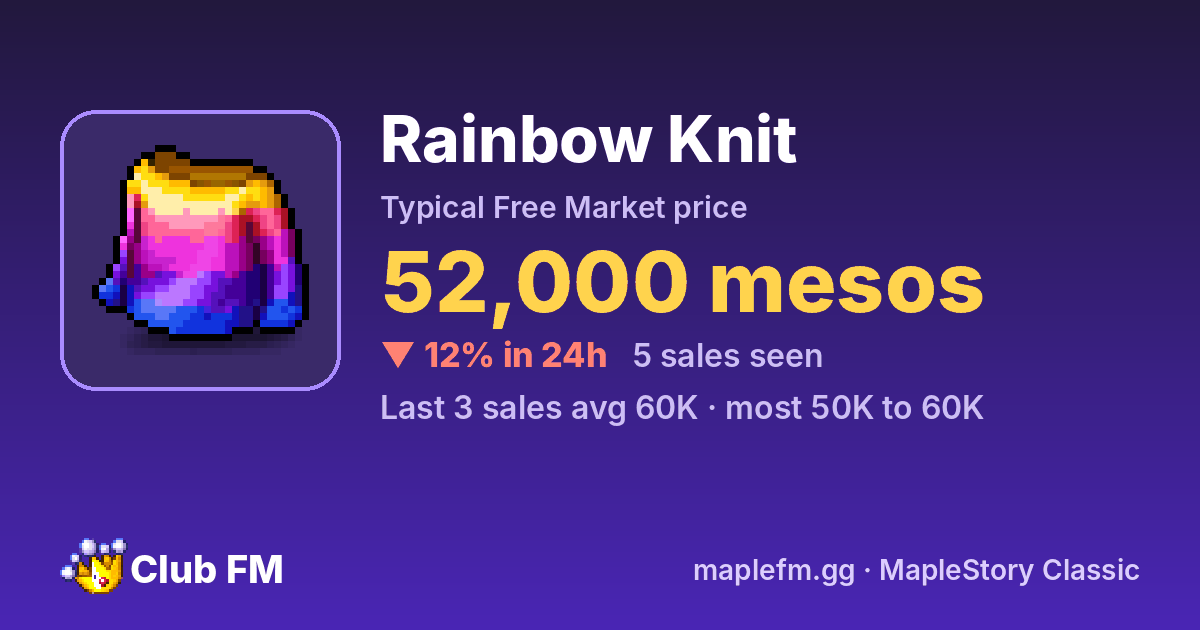 Rainbow Knit
Typical Free Market price
52,000 mesos
▼ 12% in 24h 5 sales seen
Last 3 sales avg 60K · most 50K to 60K
Club FM
maplefm.gg · MapleStory Classic